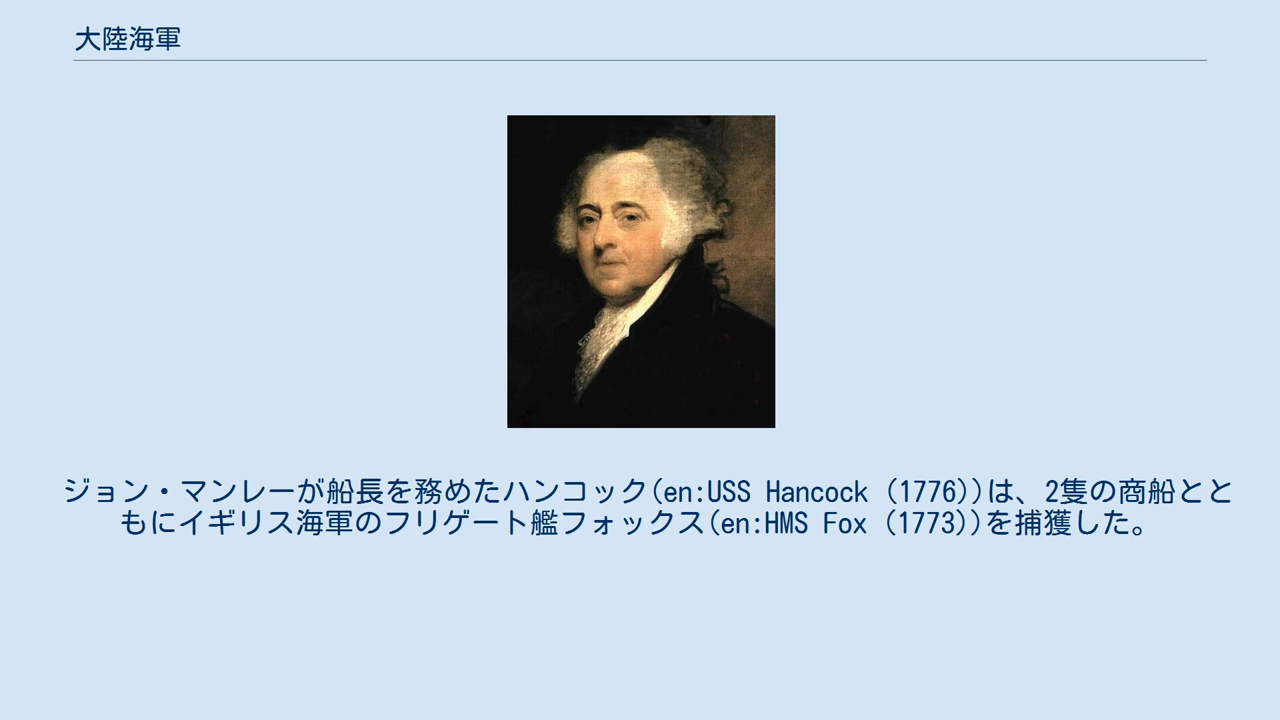 大陸海軍
ジョン・マンレーが船長を務めたハンコック(en:USS Hancock (1776))は、2隻の商船とと
もにイギリス海軍のフリゲート艦フォックス(en:HMS Fox (1773))を捕獲した。